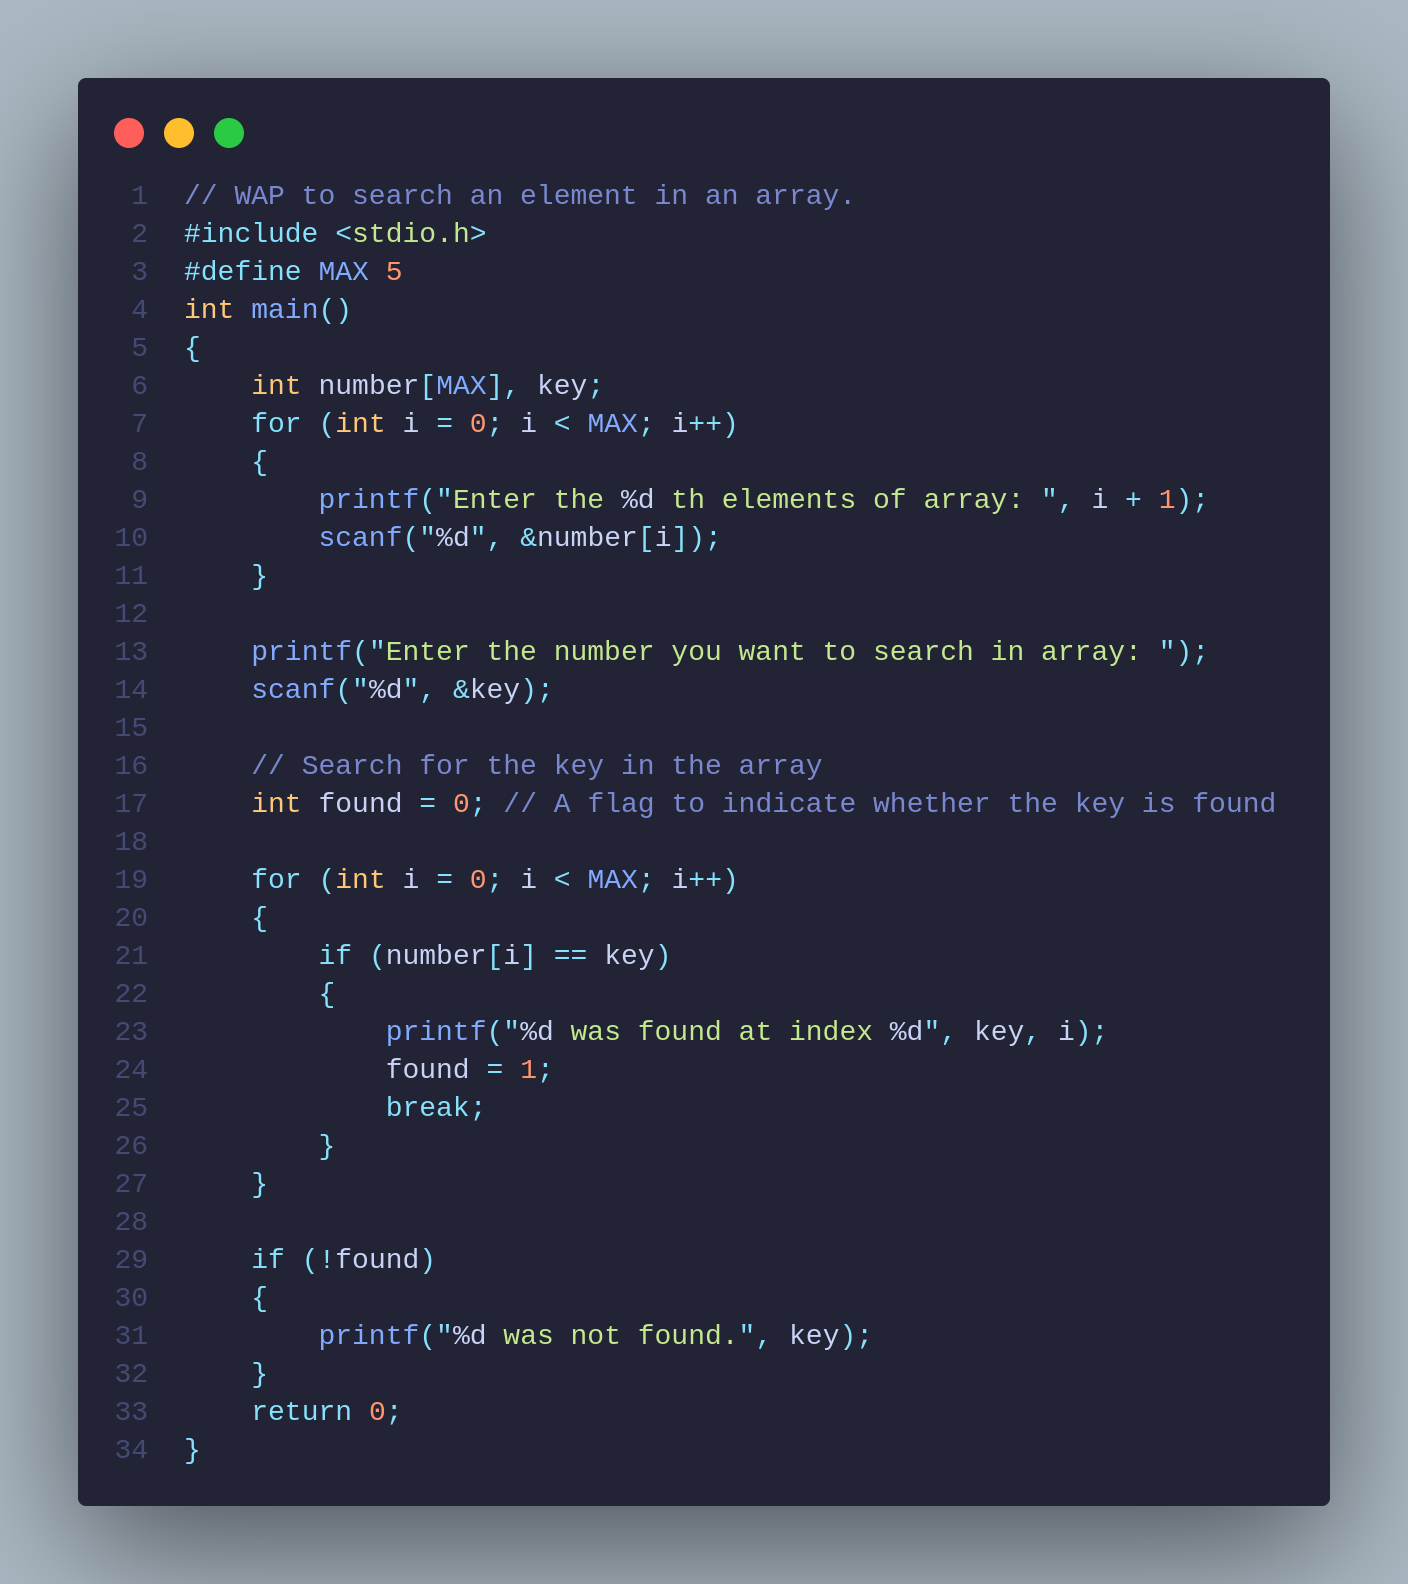 1 // WAP to search an element in an array.
2 #include <stdio.h>
3 #define MAX 5
4 int main()
5 {
6     int number[MAX], key;
7     for (int i = 0; i < MAX; i++)
8     {
9         printf("Enter the %d th elements of array: ", i + 1);
10         scanf("%d", &number[i]);
11     }
12
13     printf("Enter the number you want to search in array: ");
14     scanf("%d", &key);
15
16     // Search for the key in the array
17     int found = 0; // A flag to indicate whether the key is found
18
19     for (int i = 0; i < MAX; i++)
20     {
21         if (number[i] == key)
22         {
23             printf("%d was found at index %d", key, i);
24             found = 1;
25             break;
26         }
27     }
28
29     if (!found)
30     {
31         printf("%d was not found.", key);
32     }
33     return 0;
34 }